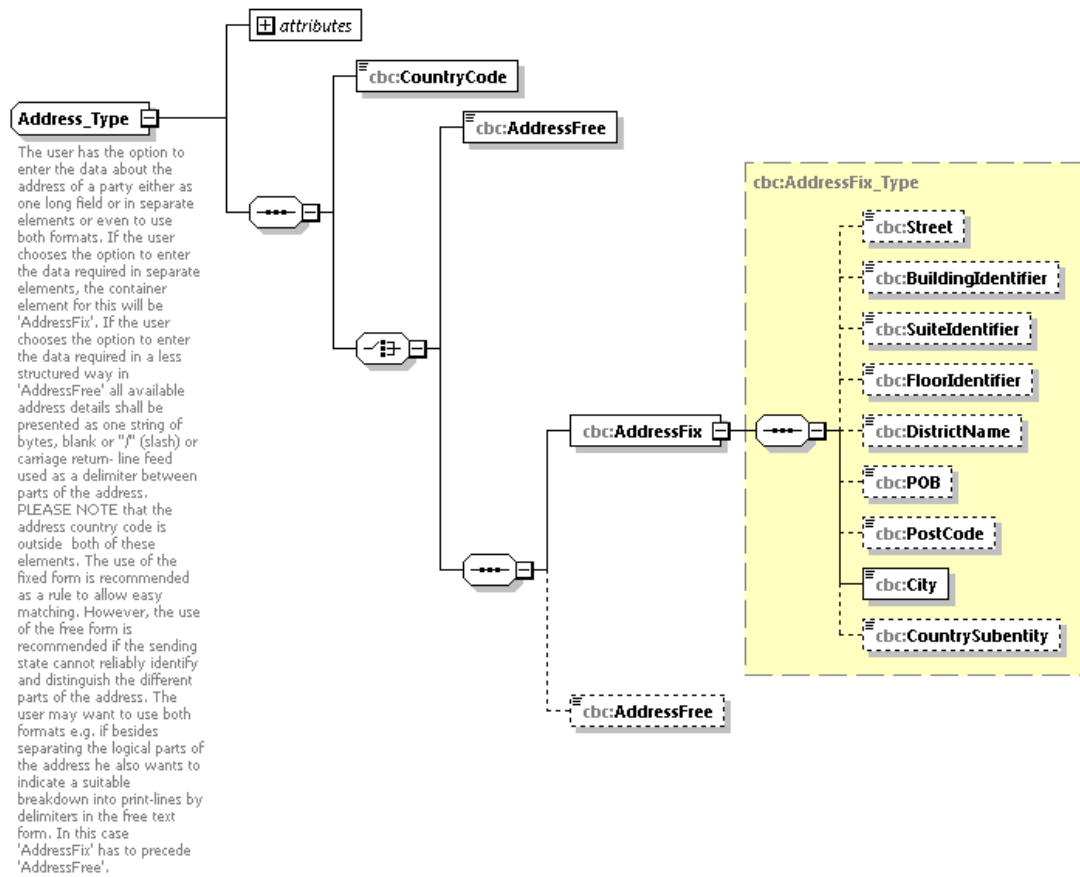 attributes
cbc:CountryCode
Address_Type
cbc:AddressFree
The user has the option to
enter the data about the
address of a party either as
one long field or in separate
elements or even to use
both formats. If the user
chooses the option to enter
the data required in separate
elements, the container
element for this will be
'AddressFix'. If the user
chooses the option to enter
the data required in a less
structured way in
'AddressFree' all available
address details shall be
presented as one string of
bytes, blank or "/" (slash) or
carriage return- line feed
used as a delimiter between
parts of the address.
PLEASE NOTE that the
address country code is
outside  both of these
elements. The use of the
fixed form is recommended
as a rule to allow easy
matching. However, the use
of the free form is
recommended if the sending
state cannot reliably identify
and distinguish the different
parts of the address. The
user may want to use both
formats e.g. if besides
separating the logical parts of
the address he also wants to
indicate a suitable
breakdown into print-lines by
delimiters in the free text
form. In this case
'AddressFix' has to precede
'AddressFree'.
cbc:AddressFix
cbc:AddressFix_Type
cbc:Street
cbc:BuildingIdentifier
cbc:SuiteIdentifier
cbc:FloorIdentifier
cbc:DistrictName
cbc:POB
cbc:PostCode
cbc:City
cbc:CountrySubentity
cbc:AddressFree